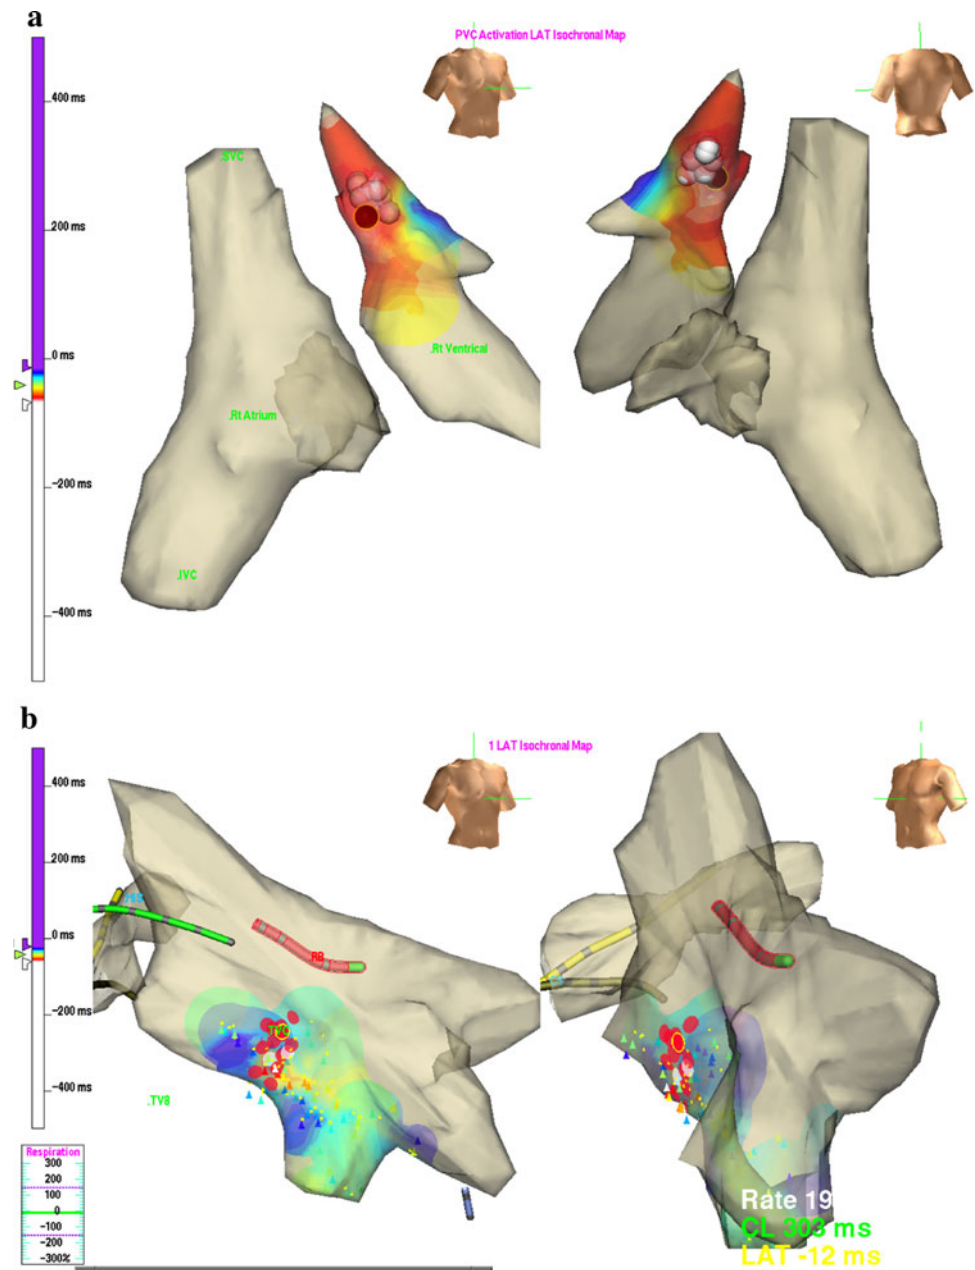 a
PVC Activation LAT Isochronal Map
400 ms
.SVC
200 ms
0 ms
.Rt Ventrical
.Rt Atrium
-200 ms
.IVC
-400 ms
b
1 LAT Isochronal Map
400 ms
200 ms
0 ms
.RB
-200 ms
-400 ms
.TV8
Respiration
300
200
100
0
-100
-200
-300%
Rate 19
CL 303 ms
LAT -12 ms